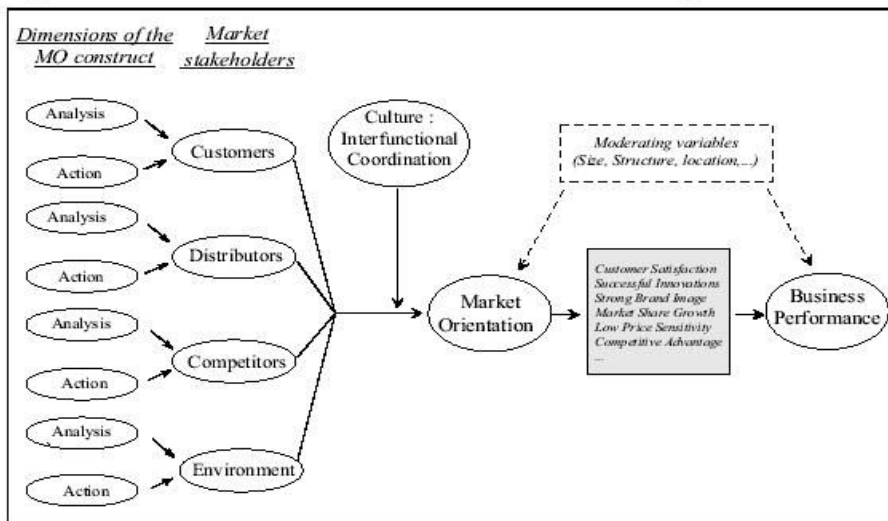 Dimensions of the
MO construct
Market
stakeholders
Analysis
Action
Customers
Analysis
Action
Distributors
Analysis
Action
Competitors
Analysis
Action
Environment
Culture :
Interfunctional
Coordination
Moderating variables
(Size, Structure, location,...)
Market
Orientation
Customer Satisfaction
Successful Innovations
Strong Brand Image
Market Share Growth
Low Price Sensitivity
Competitive Advantage
...
Business
Performance